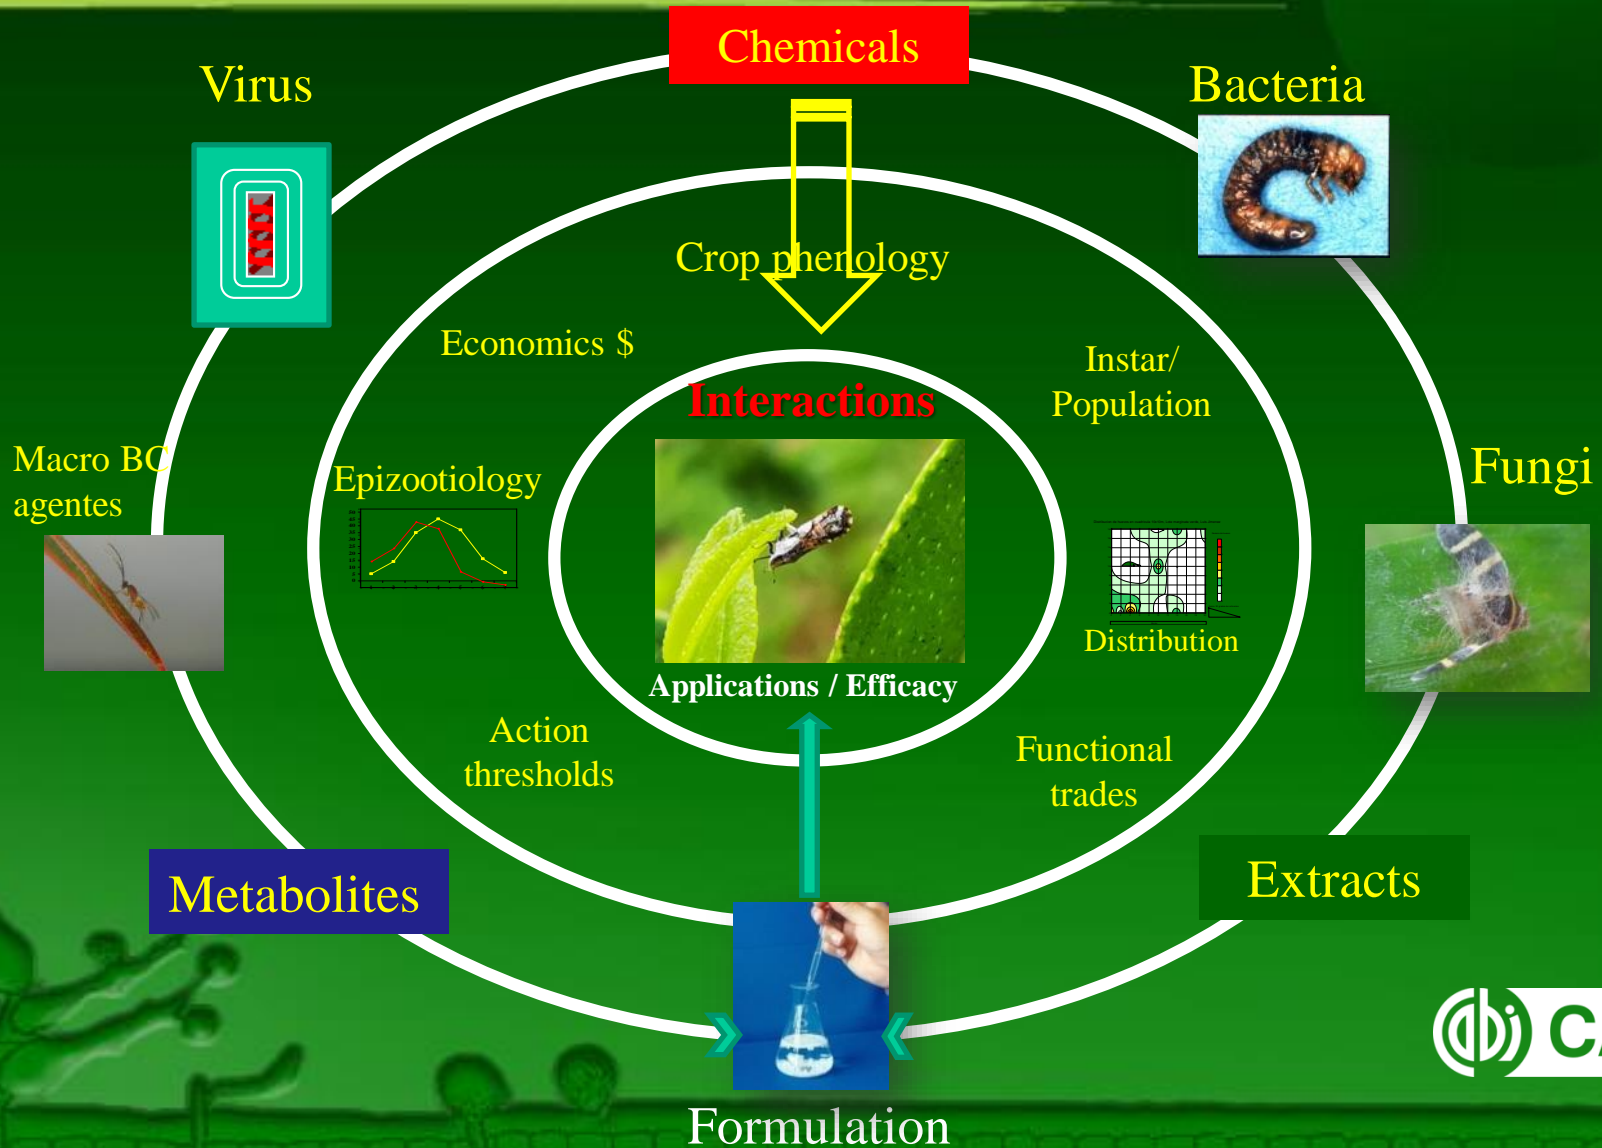 Chemicals
Virus
Bacteria
Crop phenology
Economics $
Instar/
Population
Interactions
Macro BC
agentes
Epizootiology
Fungi
Distribution
Applications / Efficacy
Action
thresholds
Functional
trades
Metabolites
Extracts
Formulation